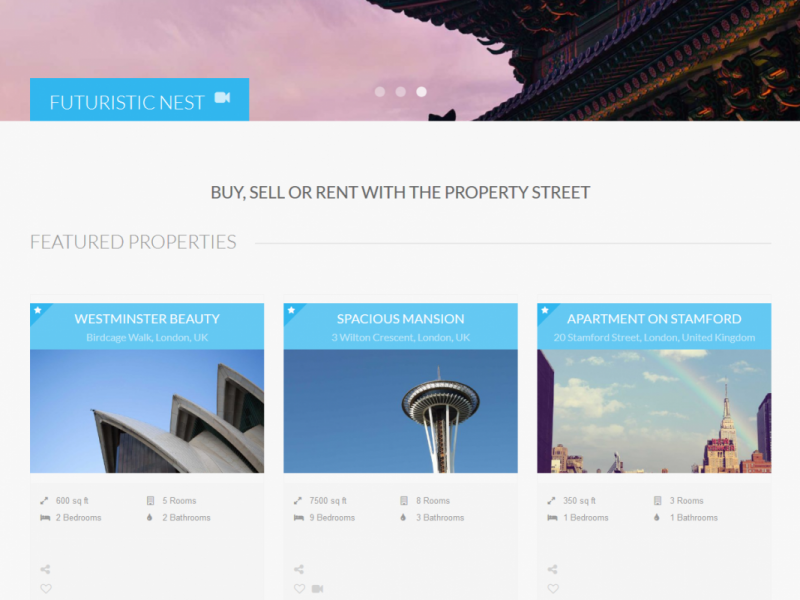 FUTURISTIC NEST
BUY, SELL OR RENT WITH THE PROPERTY STREET
FEATURED PROPERTIES
WESTMINSTER BEAUTY
Birdcage Walk, London, UK
600 sq ft
5 Rooms
2 Bedrooms
2 Bathrooms
SPACIOUS MANSION
3 Wilton Crescent, London, UK
7500 sq ft
8 Rooms
9 Bedrooms
3 Bathrooms
APARTMENT ON STAMFORD
20 Stamford Street, London, United Kingdom
350 sq ft
3 Rooms
1 Bedrooms
1 Bathrooms